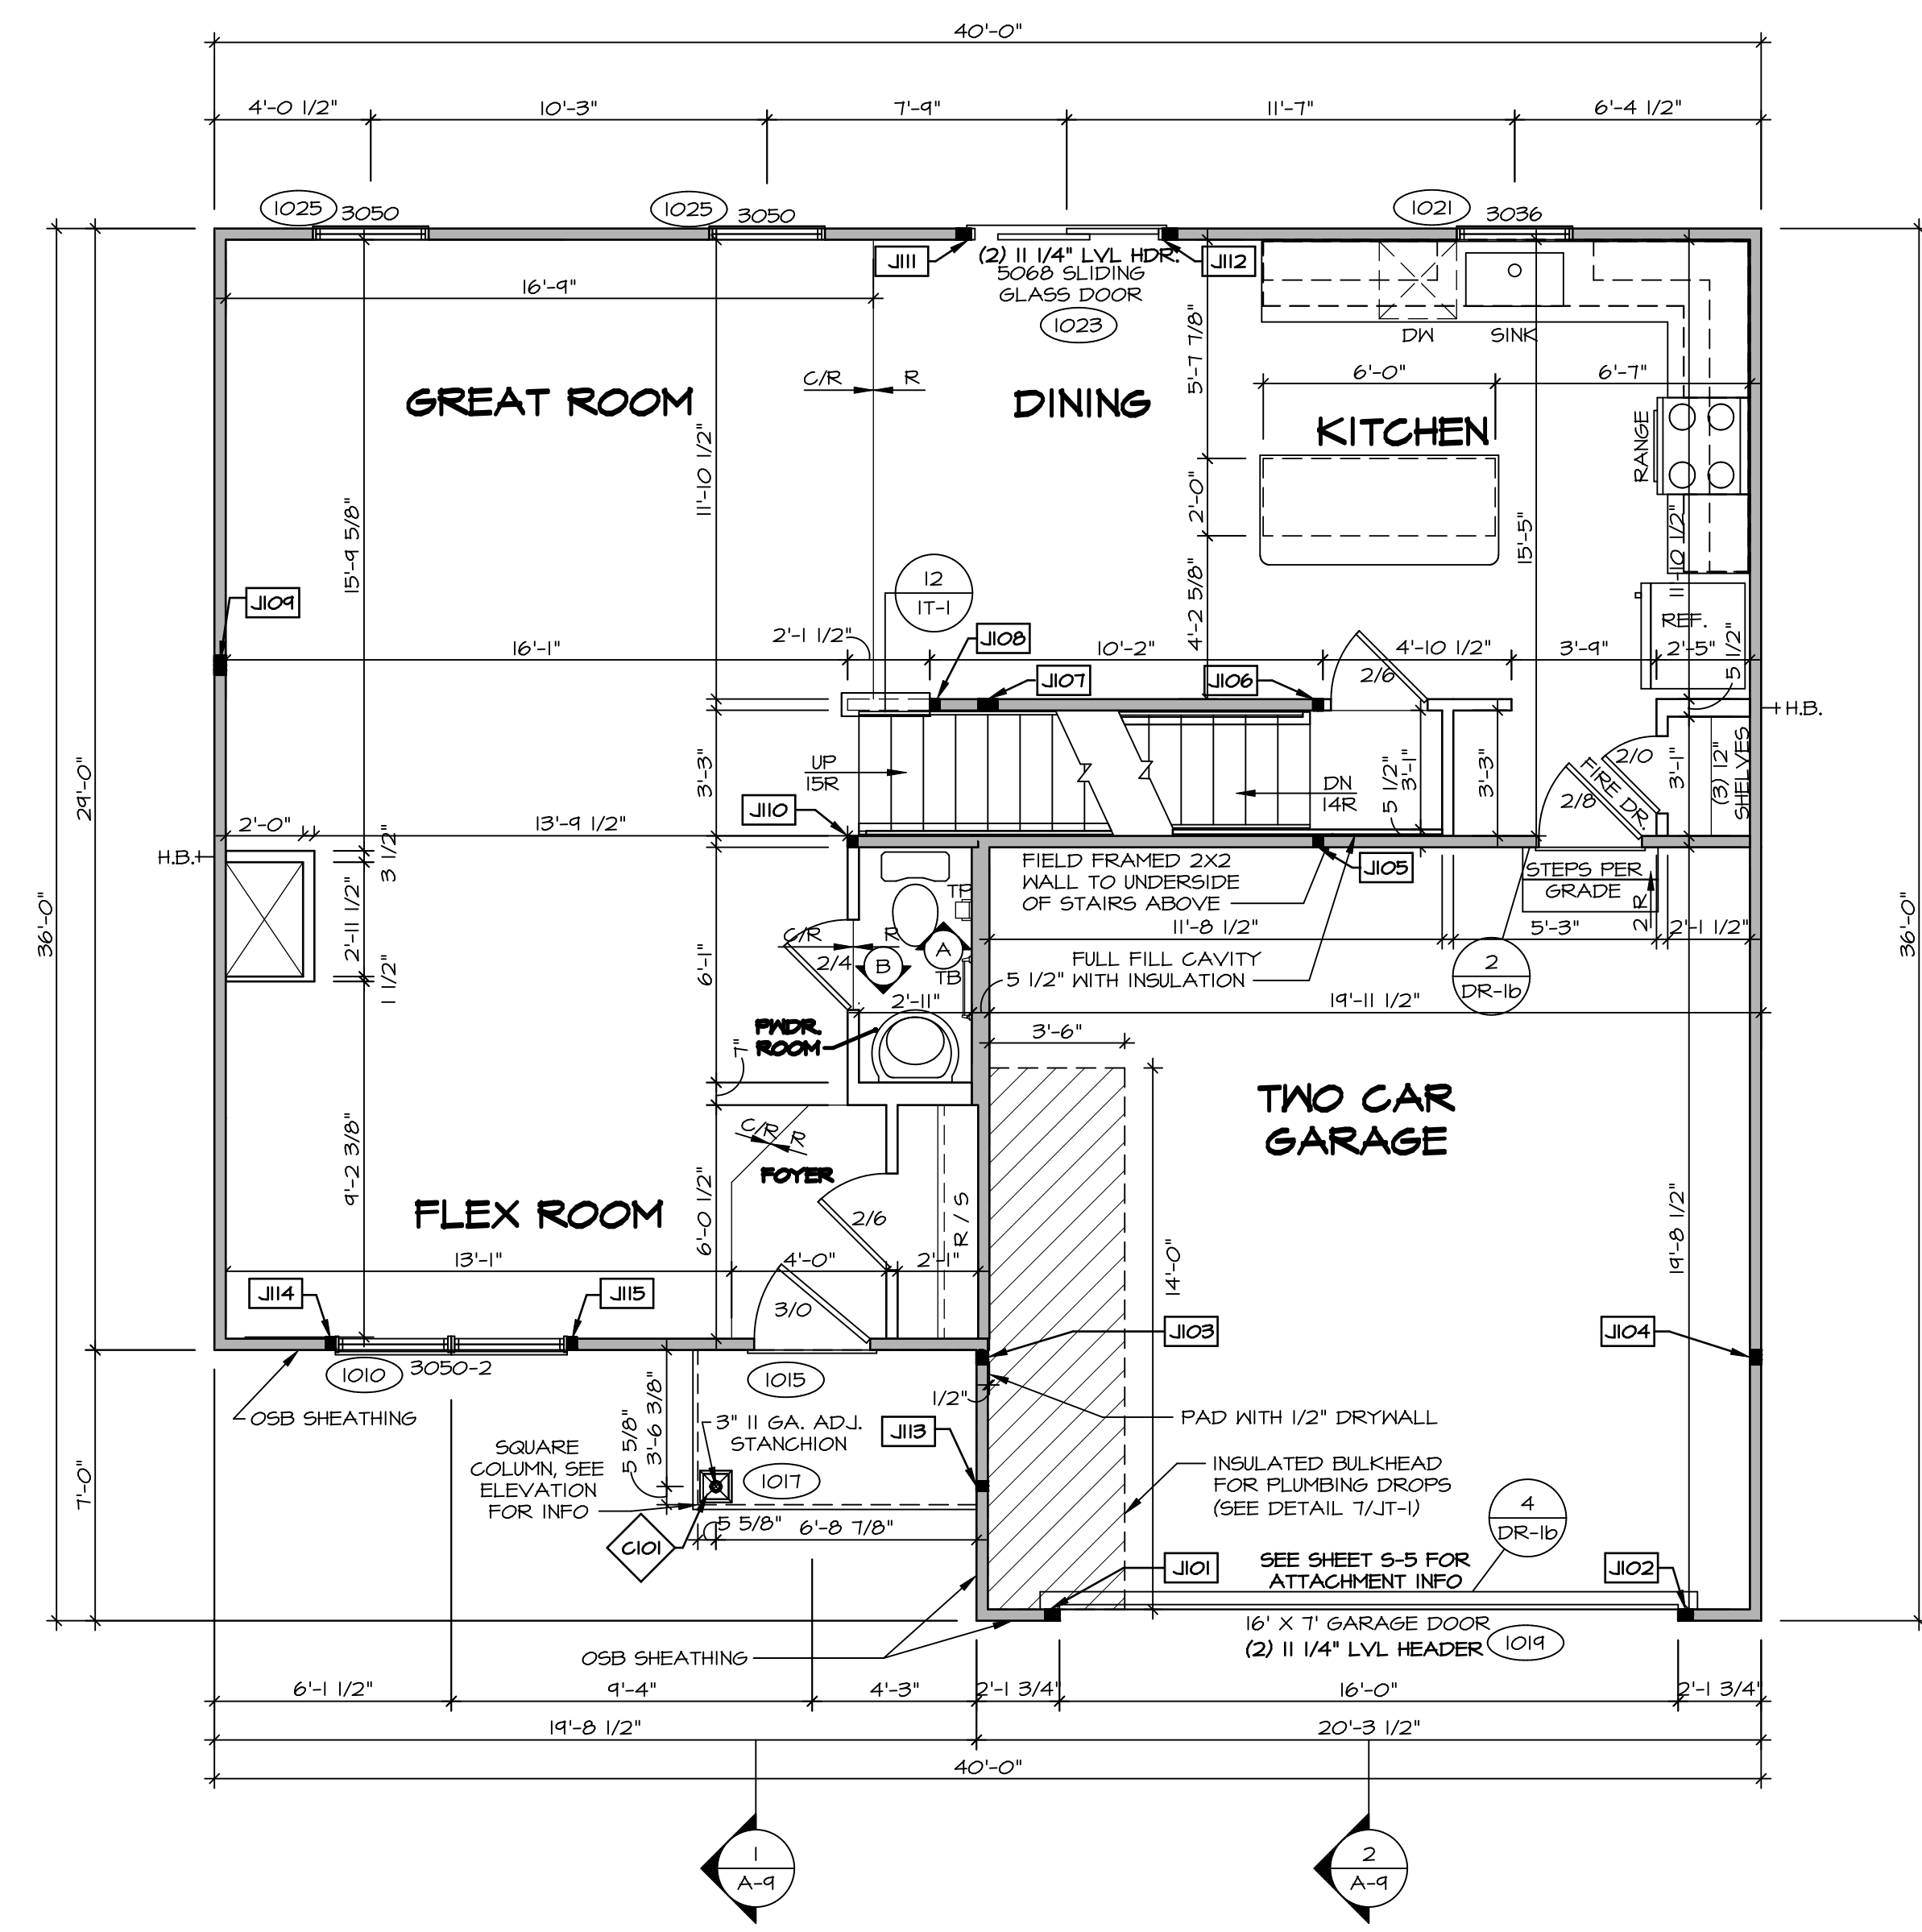 40'-0"
4'-0 1/2"
10'-3"
7'-9"
11'-7"
6'-4 1/2"
1025
3050
1025
3050
1021
3036
J111
(2) 11 1/4" LVL HDR.
5068 SLIDING
GLASS DOOR
1023
J112
16'-9"
DW
SINK
5'-7 7/8"
C/R
R
6'-0"
6'-7"
GREAT ROOM
DINING
KITCHEN
RANGE
11'-10 1/2"
15'-9 5/8"
2'-0"
15'-5"
11'-10 1/2"
12
1T-1
4'-2 5/8"
J109
REF.
2'-1 1/2"
J108
16'-1"
10'-2"
4'-10 1/2"
3'-9"
2'-5"
5 1/2"
J107
J106
2/6
H.B.
29'-0"
3'-3"
UP
15R
DN
14R
5 1/2"
3'-1"
3'-3"
2/0
FIRE DR.
2/8
3'-1"
(3) 12"
SHELVES
J110
2'-0"
13'-9 1/2"
3 1/2"
H.B.
FIELD FRAMED 2X2
WALL TO UNDERSIDE
OF STAIRS ABOVE
J105
STEPS PER
GRADE
2 R
TP
36'-0"
36'-0"
2'-11 1/2"
1 1/2"
6'-1"
C/R
R
2/4
B
A
TB
11'-8 1/2"
5'-3"
2'-1 1/2"
FULL FILL CAVITY
WITH INSULATION
5 1/2"
2
DR-1b
2'-11"
19'-11 1/2"
PWDR.
ROOM
3'-6"
7"
TWO CAR
GARAGE
C/R
R
FOYER
9'-2 3/8"
FLEX ROOM
6'-0 1/2"
2/6
R / S
14'-0"
19'-8 1/2"
13'-1"
4'-0"
2'-1"
J114
J115
3/0
J103
J104
1010
3050-2
1015
1/2"
OSB SHEATHING
PAD WITH 1/2" DRYWALL
3" 11 GA. ADJ.
STANCHION
J113
5 5/8"
3'-6 3/8"
SQUARE
COLUMN, SEE
ELEVATION
FOR INFO
1017
INSULATED BULKHEAD
FOR PLUMBING DROPS
(SEE DETAIL 7/JT-1)
7'-0"
4
DR-1b
5 5/8"
6'-8 7/8"
C101
J101
SEE SHEET S-5 FOR
ATTACHMENT INFO
J102
16' X 7' GARAGE DOOR
(2) 11 1/4" LVL HEADER
1019
OSB SHEATHING
6'-1 1/2"
9'-4"
4'-3"
2'-1 3/4"
16'-0"
2'-1 3/4"
19'-8 1/2"
20'-3 1/2"
40'-0"
1
A-9
2
A-9